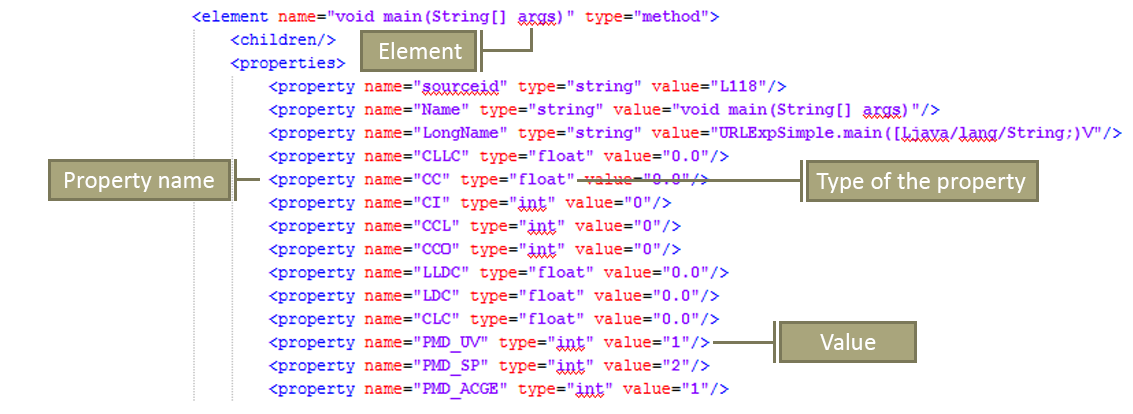 <element name="void main(String[] args)" type="method">
<children/>
Element
<properties>
<property name="sourceid" type="string" value="L118"/>
<property name="Name" type="string" value="void main(String[] args)"/>
<property name="LongName" type="string" value="URLExpSimple.main([Ljava/lang/String;)V"/>
<property name="CLLC" type="float" value="0.0"/>
Property name
<property name="CC" type="float" value="0.0"/>
Type of the property
<property name="CI" type="int" value="0"/>
<property name="CCL" type="int" value="0"/>
<property name="CCO" type="int" value="0"/>
<property name="LLDC" type="float" value="0.0"/>
<property name="LDC" type="float" value="0.0"/>
<property name="CLC" type="float" value="0.0"/>
<property name="PMD_UV" type="int" value="1"/>
Value
<property name="PMD_SP" type="int" value="2"/>
<property name="PMD_ACGE" type="int" value="1"/>